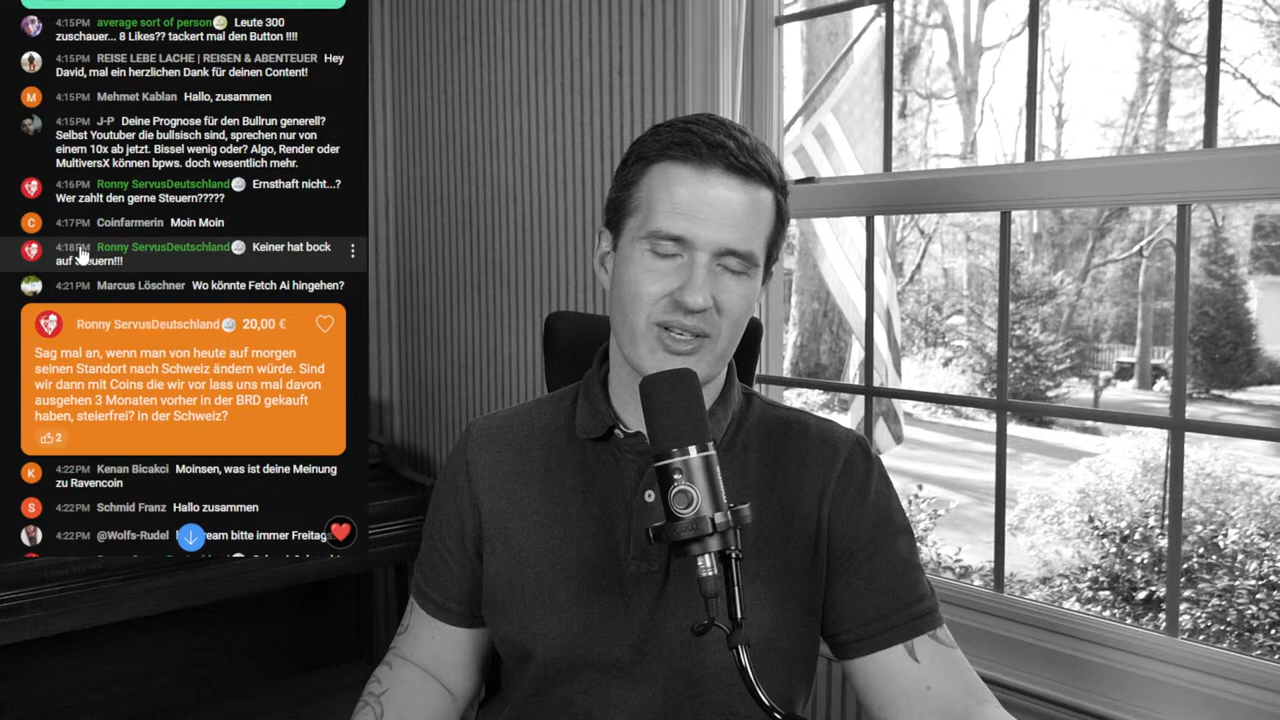 4:15PM average sort of person Leute 300
zuschauer... 8 Likes?? tackert mal den Button !!!!
4:15PM REISE LEBE LACHE | REISEN & ABENTEUER Hey
David, mal ein herzlichen Dank für deinen Content!
M 4:15PM Mehmet Kablan Hallo, zusammen
4:15PM J-P Deine Prognose für den Bullrun generell?
Selbst Youtuber die bullsisch sind, sprechen nur von
einem 10x ab jetzt. Bissel wenig oder? Algo, Render oder
MultiversX können bpws. doch wesentlich mehr.
4:16PM Ronny ServusDeutschland Ernsthaft nicht...?
Wer zahlt den gerne Steuern?????
C 4:17PM Coinfarmerin Moin Moin
4:18PM Ronny ServusDeutschland Keiner hat bock
auf Steuern!!!
4:21PM Marcus Löschner Wo könnte Fetch Ai hingehen?
Ronny ServusDeutschland 20,00 €
Sag mal an, wenn man von heute auf morgen
seinen Standort nach Schweiz ändern würde. Sind
wir dann mit Coins die wir vor lass uns mal davon
ausgehen 3 Monaten vorher in der BRD gekauft
haben, steierfrei? In der Schweiz?
2
K 4:22PM Kenan Bicakci Moinsen, was ist deine Meinung
zu Ravencoin
S 4:22PM Schmid Franz Hallo zusammen
4:22PM @Wolfs-Rudel bitte immer Freitags